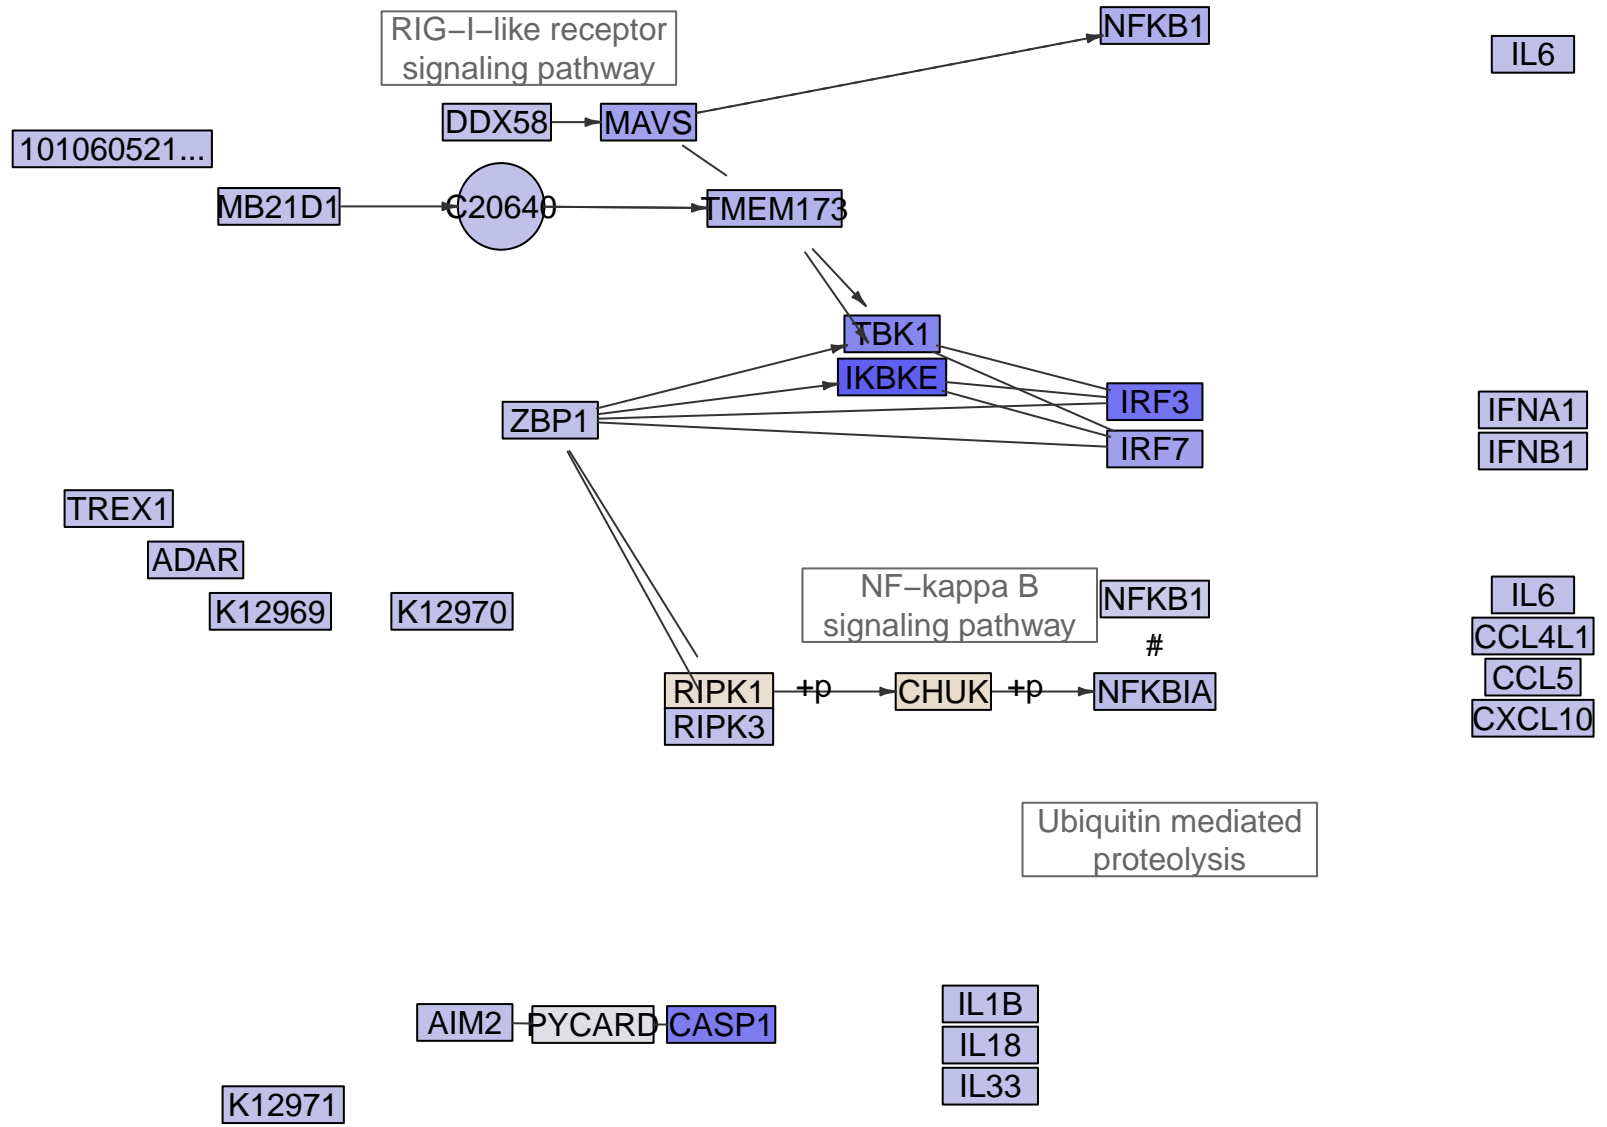 RIG−I−like receptor
signaling pathway
NFKB1
IL6
DDX58
MAVS
101060521...
MB21D1
C20640
TMEM173
TBK1
IKBKE
IRF3
ZBP1
IRF7
IFNA1
IFNB1
TREX1
ADAR
K12969
K12970
NF−kappa B
signaling pathway
NFKB1
#
IL6
CCL4L1
CCL5
CXCL10
RIPK1
+p
CHUK
+p
NFKBIA
RIPK3
Ubiquitin mediated
proteolysis
AIM2
PYCARD
CASP1
IL1B
IL18
IL33
K12971